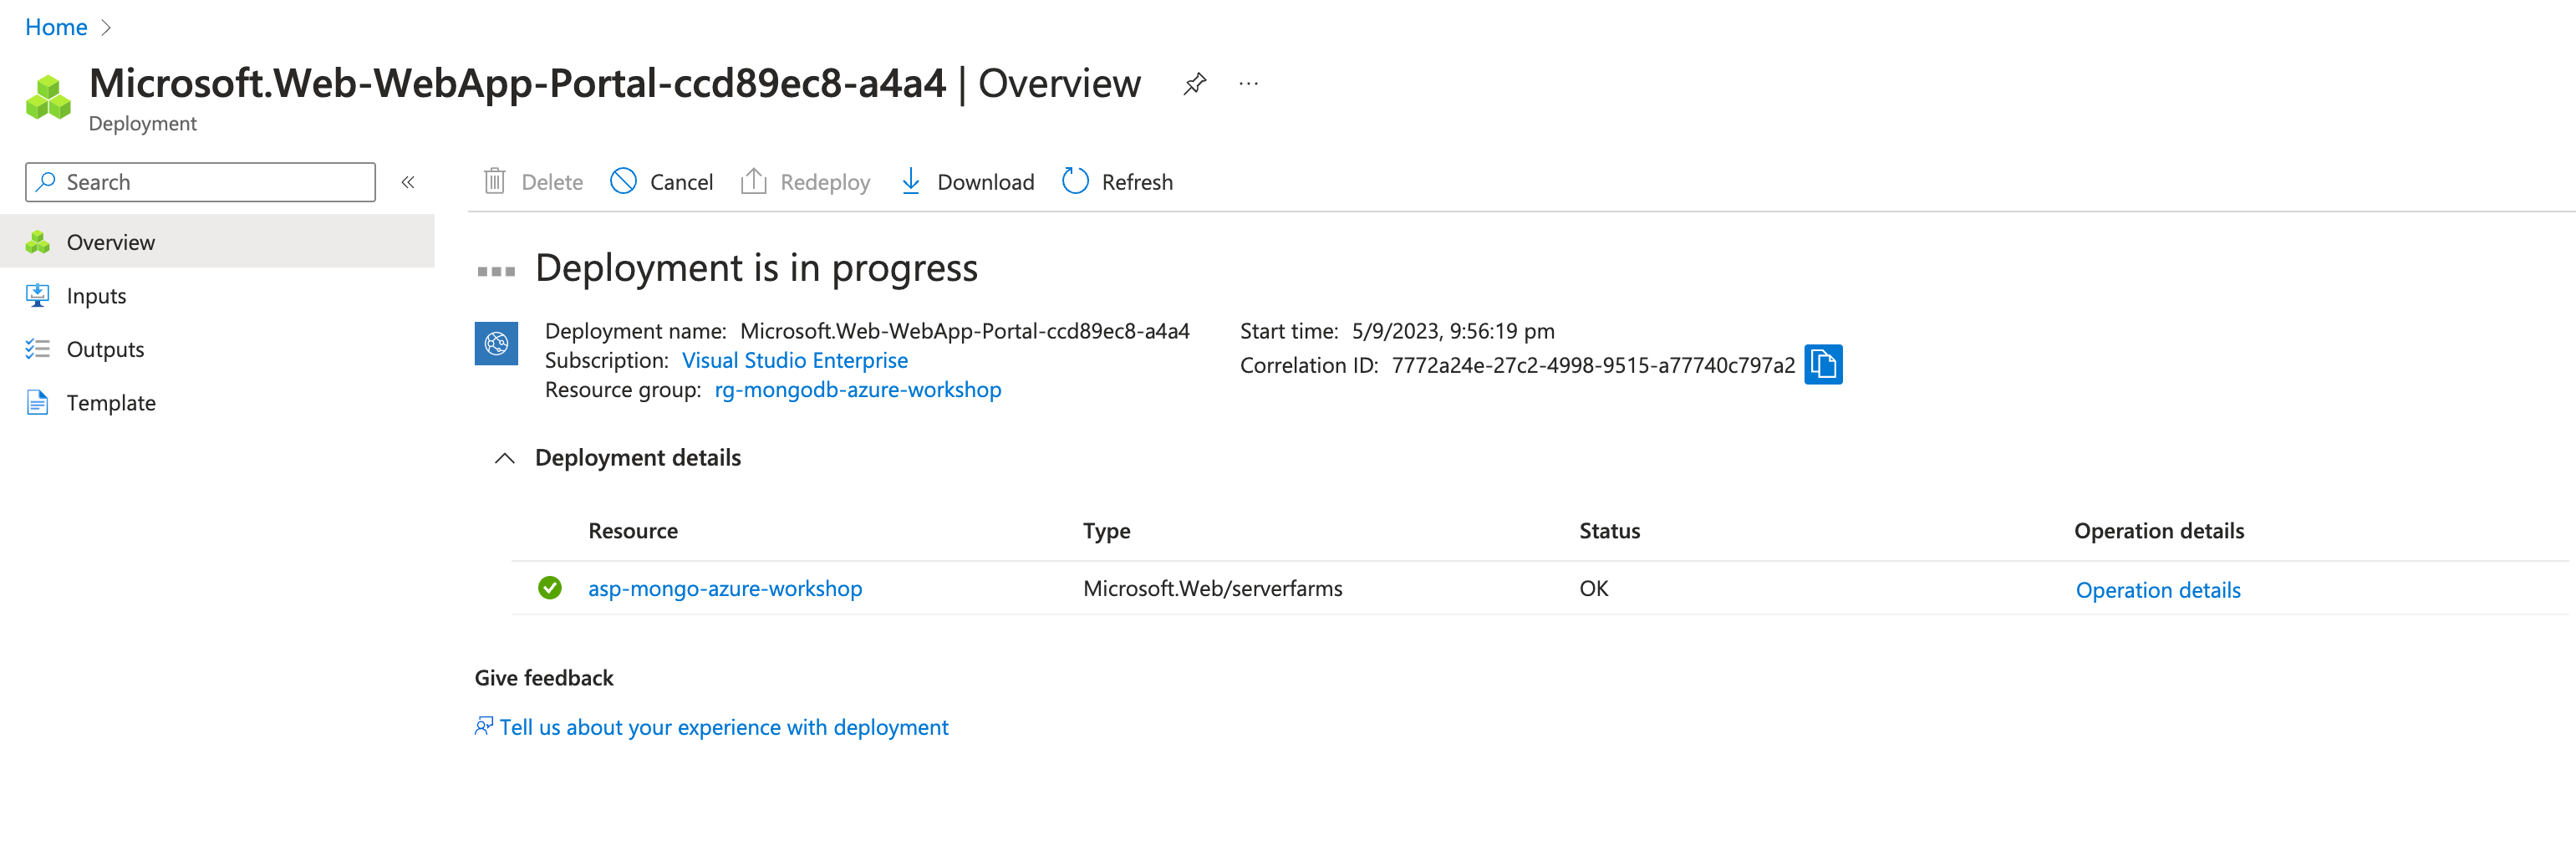 Home
Microsoft.Web-WebApp-Portal-ccd89ec8-a4a4 | Overview
Deployment
Search
Delete Cancel Redeploy Download Refresh
Overview
Inputs
Outputs
Template
Deployment is in progress
Deployment name: Microsoft.Web-WebApp-Portal-ccd89ec8-a4a4
Subscription: Visual Studio Enterprise
Resource group: rg-mongodb-azure-workshop
Start time: 5/9/2023, 9:56:19 pm
Correlation ID: 7772a24e-27c2-4998-9515-a77740c797a2
Deployment details
Resource Type Status Operation details
asp-mongo-azure-workshop Microsoft.Web/serverfarms OK Operation details
Give feedback
Tell us about your experience with deployment